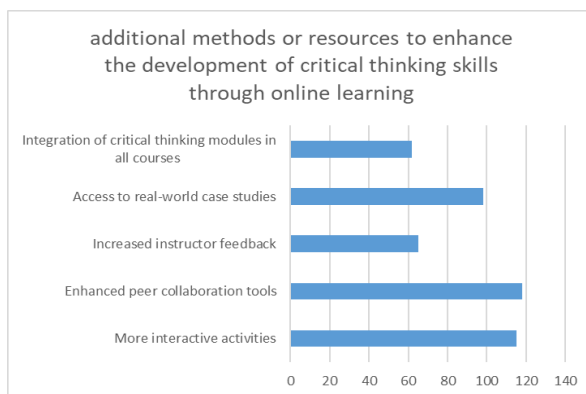 additional methods or resources to enhance
the development of critical thinking skills
through online learning
Integration of critical thinking modules in
all courses
Access to real-world case studies
Increased instructor feedback
Enhanced peer collaboration tools
More interactive activities
0 20 40 60 80 100 120 140